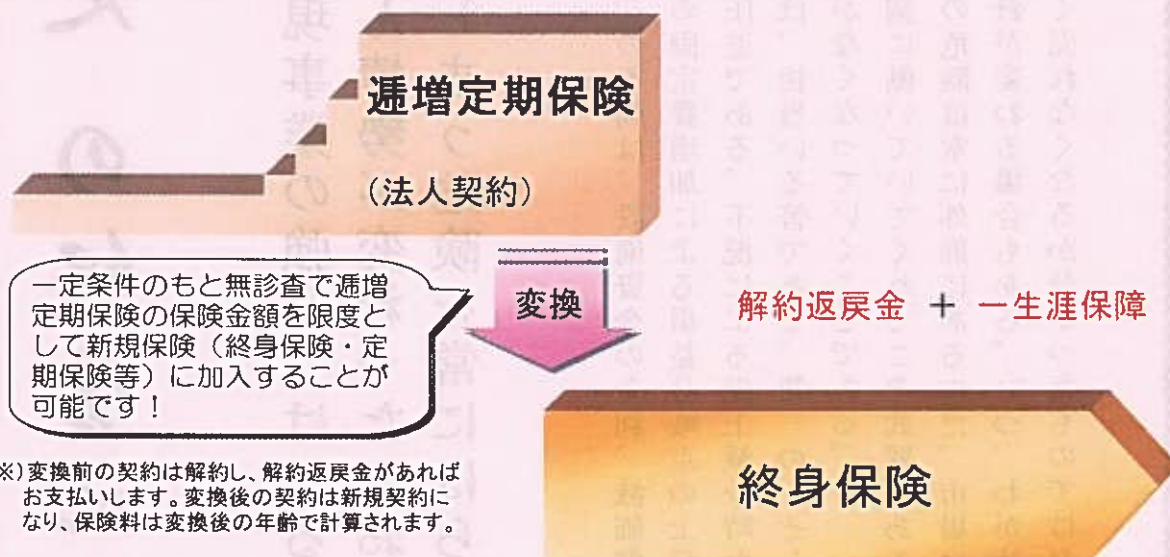 逓増定期保険
（法人契約）
一定条件のもと無診査で逓増
定期保険の保険金額を限度と
して新規保険（終身保険・定
期保険等）に加入することが
可能です！
変換
解約返戻金 ＋ 一生涯保障
※）変換前の契約は解約し、解約返戻金があれば
お支払いします。変換後の契約は新規契約に
なり、保険料は変換後の年齢で計算されます。
終身保険